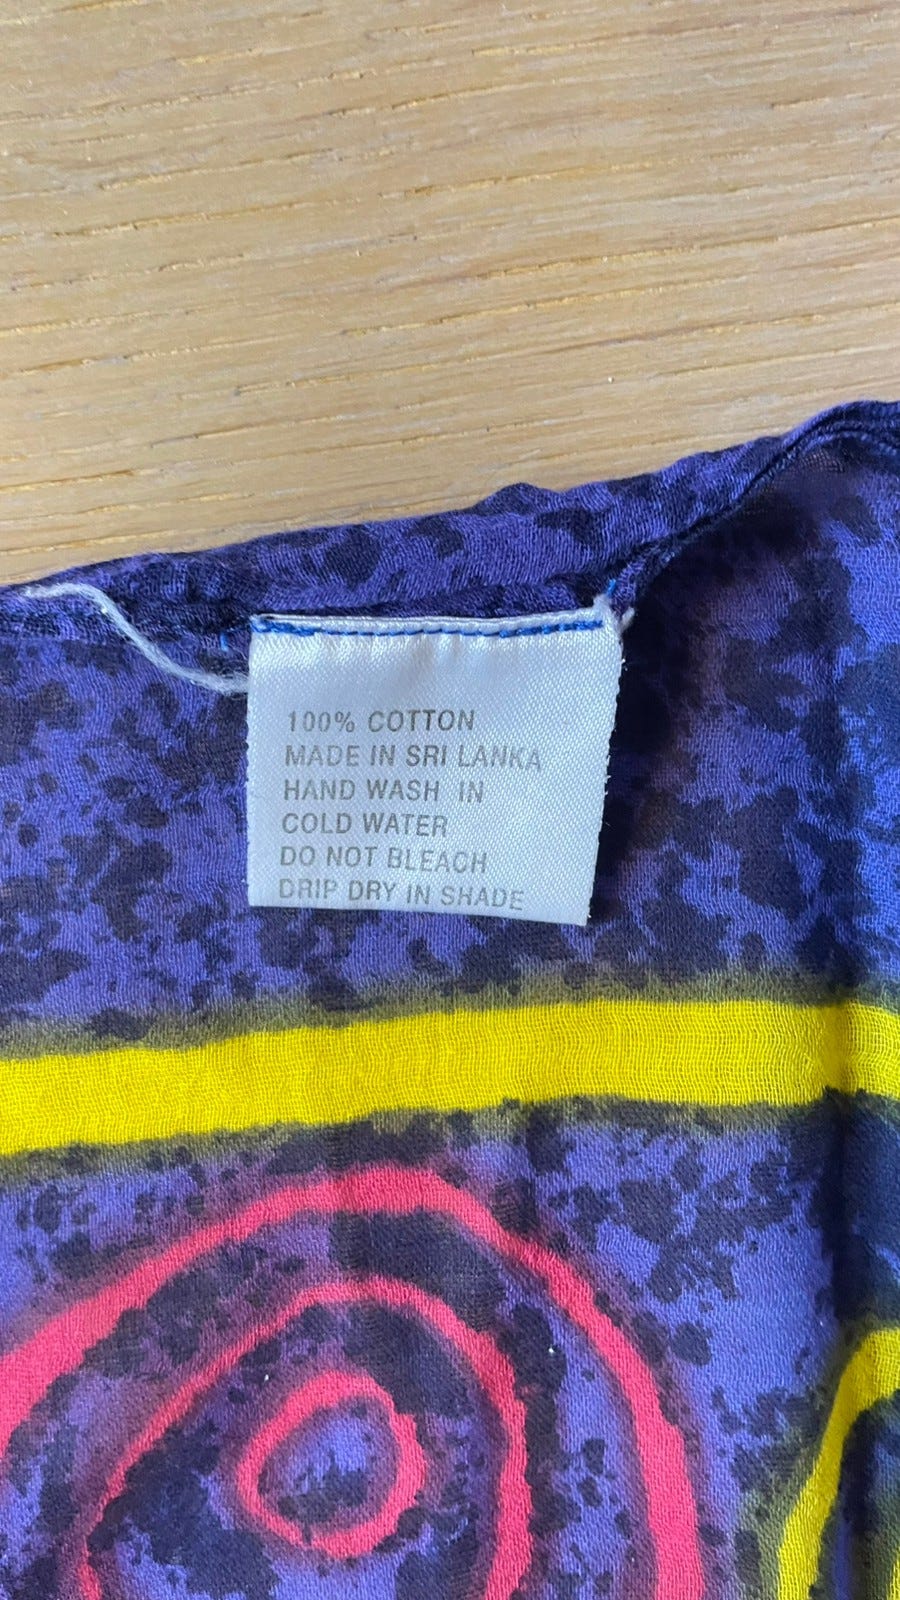 100% COTTON
MADE IN SRI LANKA
HAND WASH IN
COLD WATER
DO NOT BLEACH
DRIP DRY IN SHADE